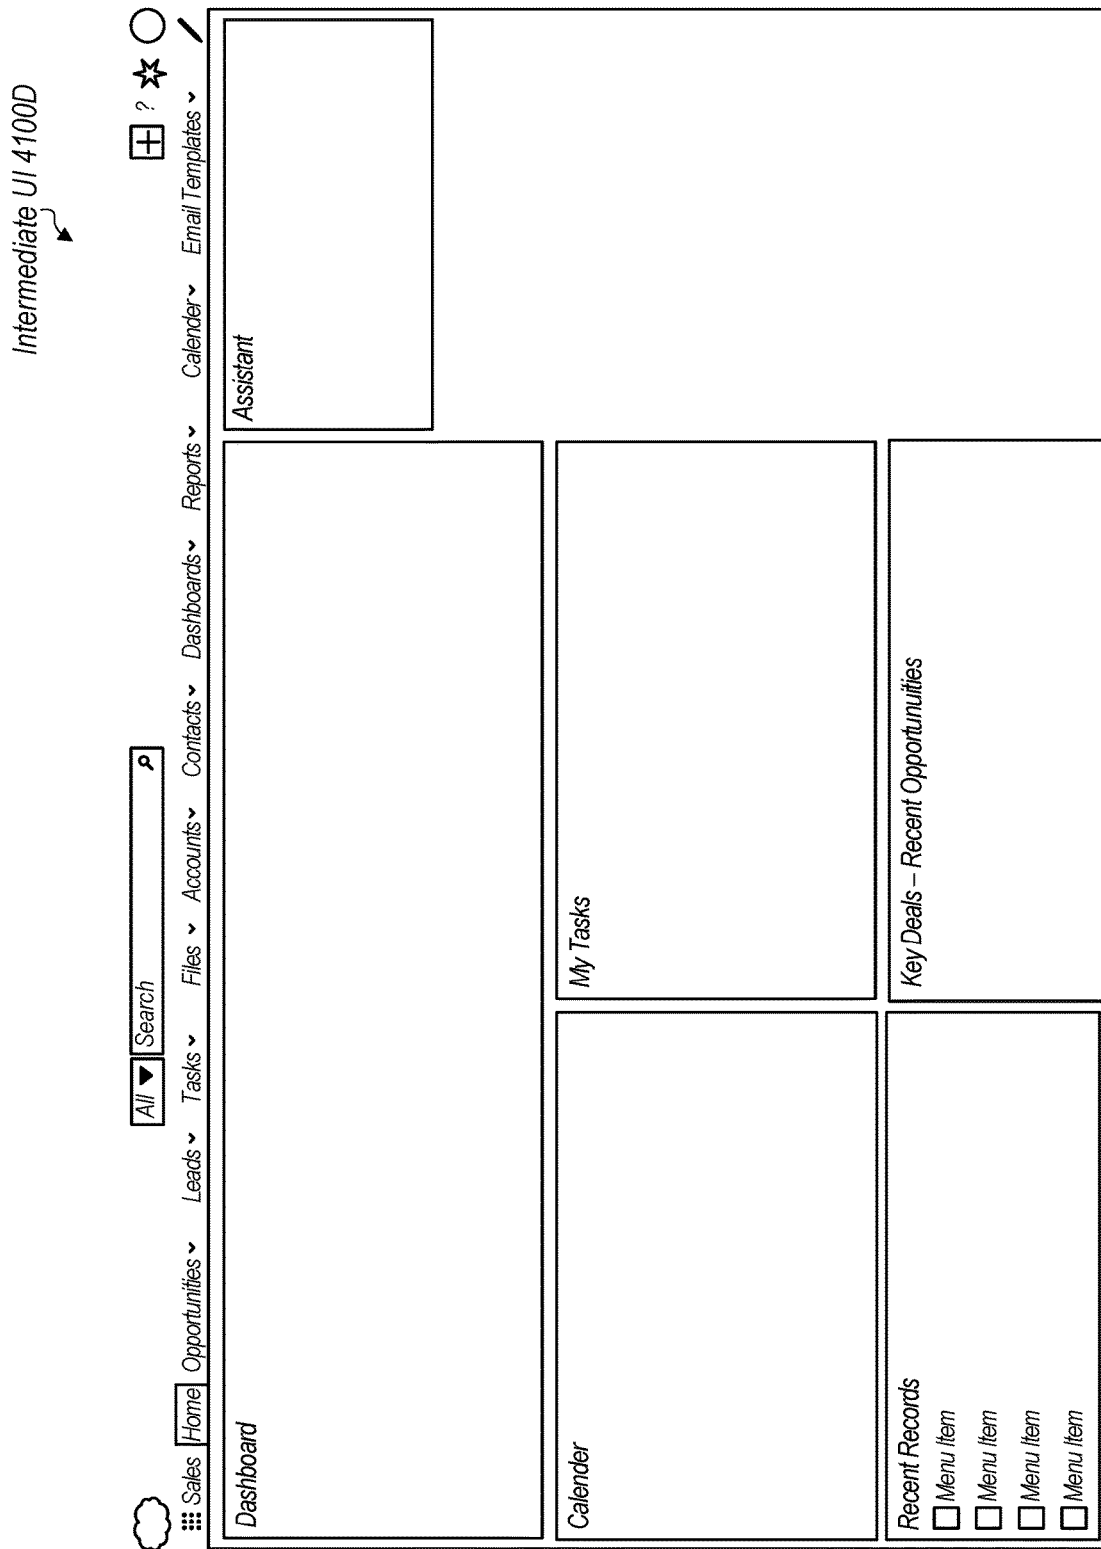 Intermediate UI 4100D
All Search
?
Sales Home Opportunities Leads Tasks Files Accounts Contacts Dashboards Reports Calender Email Templates
Dashboard
Assistant
Calender
My Tasks
Recent Records
Menu Item
Menu Item
Menu Item
Menu Item
Key Deals – Recent Opportunuities